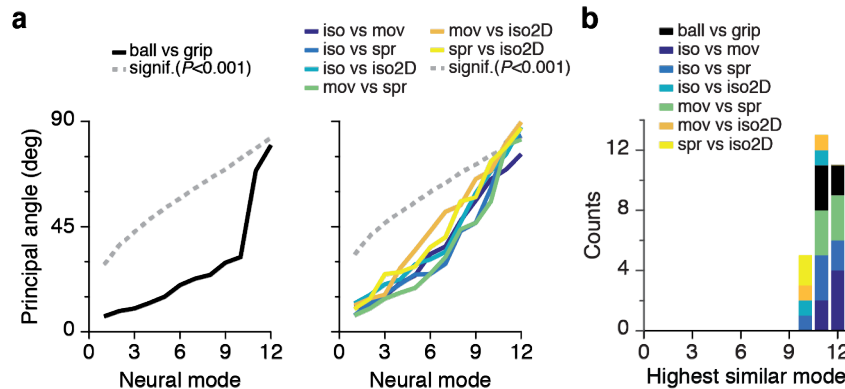 a
ball vs grip
signif.(P<0.001)
iso vs mov
iso vs spr
iso vs iso2D
mov vs spr
mov vs iso2D
spr vs iso2D
signif.(P<0.001)
Principal angle (deg)
90
45
0
0 3 6 9 12
Neural mode
0 3 6 9 12
Neural mode
b
ball vs grip
iso vs mov
iso vs spr
iso vs iso2D
mov vs spr
mov vs iso2D
spr vs iso2D
Counts
12
8
4
0
0 3 6 9 12
Highest similar mode